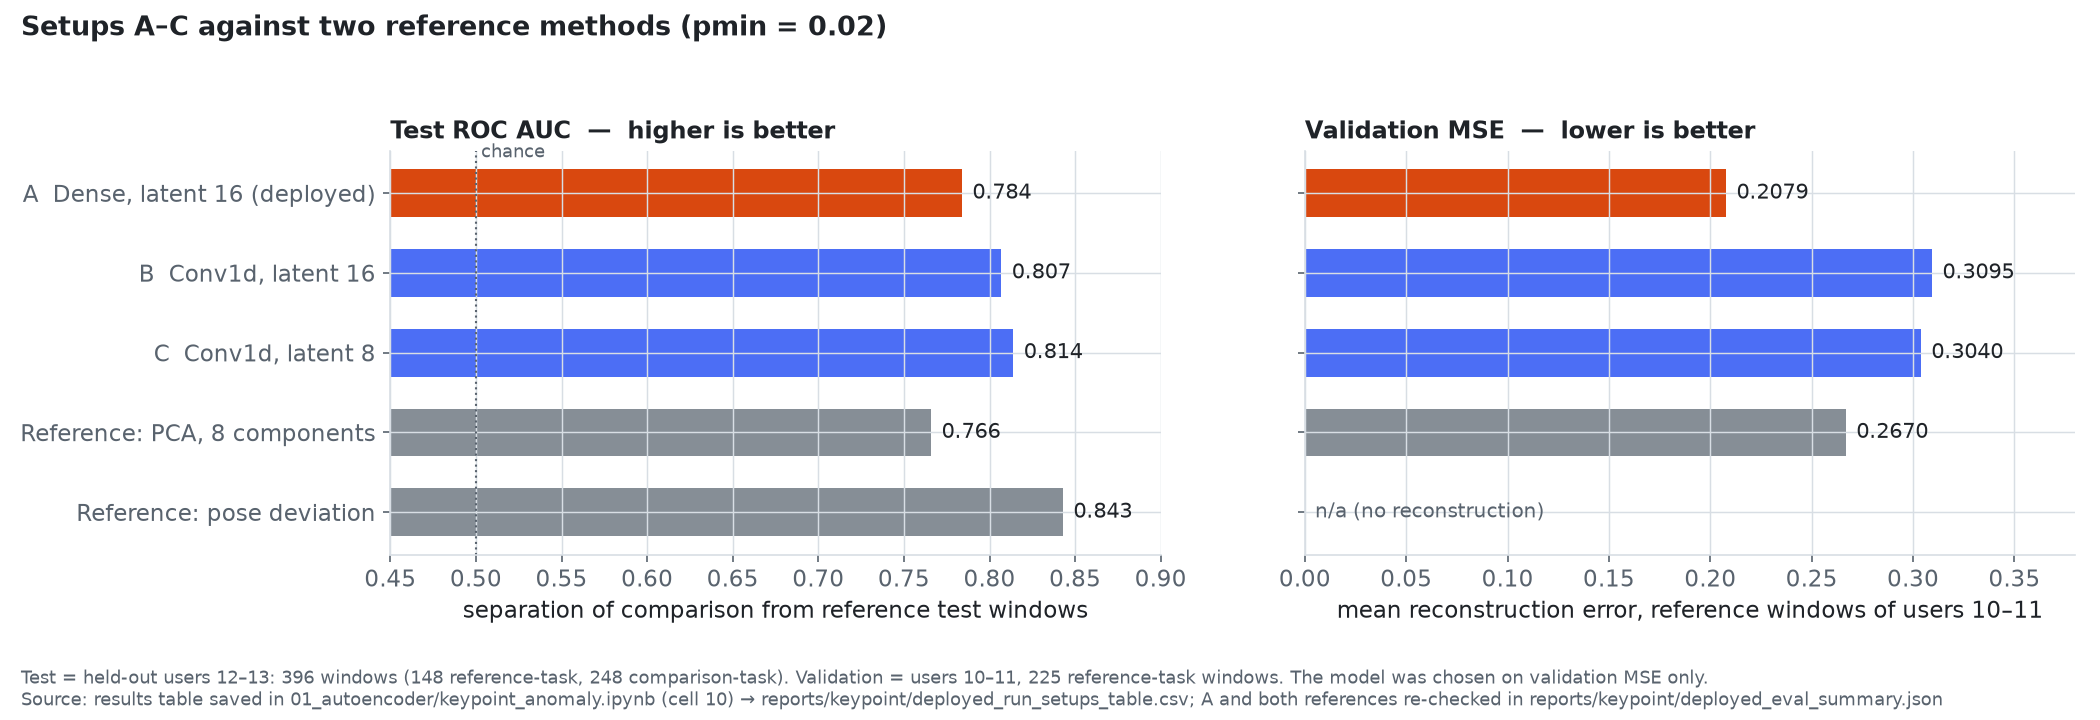 Setups A–C against two reference methods (pmin = 0.02)
Test ROC AUC — higher is better
chance
A Dense, latent 16 (deployed)
0.784
B Conv1d, latent 16
0.807
C Conv1d, latent 8
0.814
Reference: PCA, 8 components
0.766
Reference: pose deviation
0.843
0.45 0.50 0.55 0.60 0.65 0.70 0.75 0.80 0.85 0.90
separation of comparison from reference test windows
Validation MSE — lower is better
0.2079
0.3095
0.3040
0.2670
n/a (no reconstruction)
0.00 0.05 0.10 0.15 0.20 0.25 0.30 0.35
mean reconstruction error, reference windows of users 10–11
Test = held-out users 12–13: 396 windows (148 reference-task, 248 comparison-task). Validation = users 10–11, 225 reference-task windows. The model was chosen on validation MSE only.
Source: results table saved in 01_autoencoder/keypoint_anomaly.ipynb (cell 10) → reports/keypoint/deployed_run_setups_table.csv; A and both references re-checked in reports/keypoint/deployed_eval_summary.json